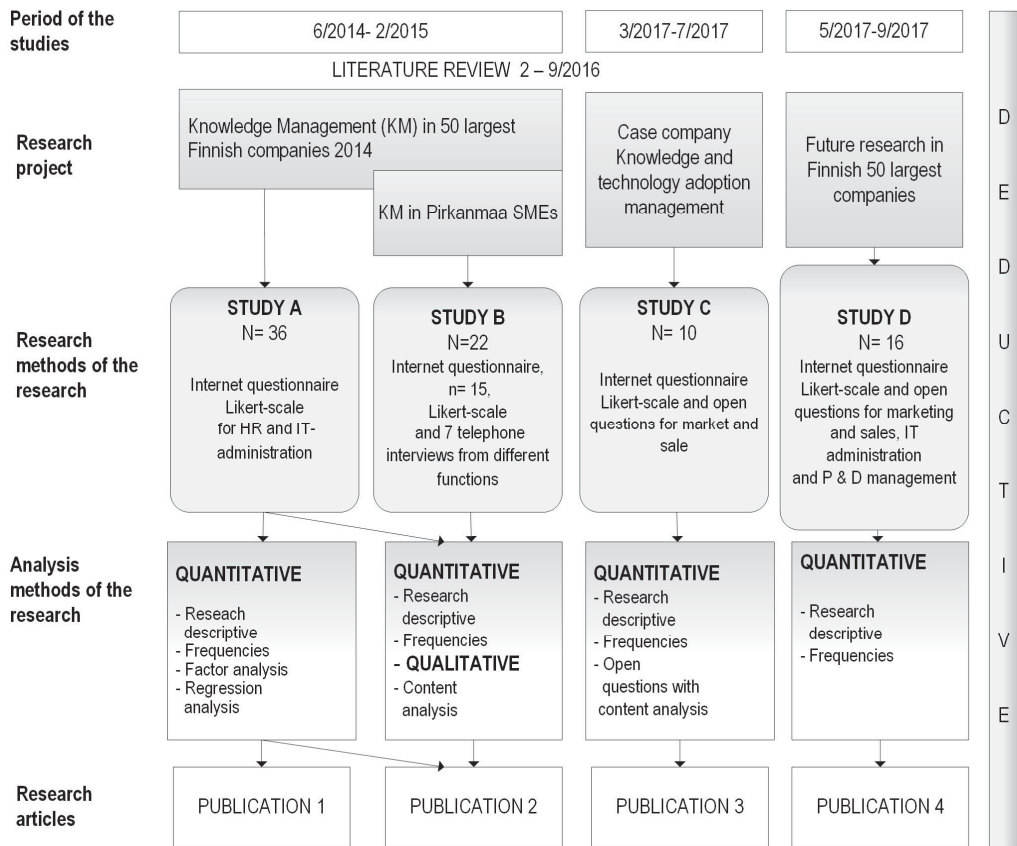 Period of the
studies
6/2014- 2/2015
3/2017-7/2017
5/2017-9/2017
LITERATURE REVIEW 2 – 9/2016
Research
project
Knowledge Management (KM) in 50 largest
Finnish companies 2014
KM in Pirkanmaa SMEs
Case company
Knowledge and
technology adoption
management
Future research in
Finnish 50 largest
companies
Research
methods of the
research
STUDY A
N= 36
Internet questionnaire
Likert-scale
for HR and IT-
administration
STUDY B
N=22
Internet questionnaire,
n= 15,
Likert-scale
and 7 telephone
interviews from different
functions
STUDY C
N= 10
Internet questionnaire
Likert-scale and open
questions for market and
sale
STUDY D
N= 16
Internet questionnaire
Likert-scale and open
questions for marketing
and sales, IT
administration
and P & D management
Analysis
methods of the
research
QUANTITATIVE
- Reseach
descriptive
- Frequencies
- Factor analysis
- Regression
analysis
QUANTITATIVE
- Research
descriptive
- Frequencies
- QUALITATIVE
- Content
analysis
QUANTITATIVE
- Research
descriptive
- Frequencies
- Open
questions with
content analysis
QUANTITATIVE
- Research
descriptive
- Frequencies
Research
articles
PUBLICATION 1
PUBLICATION 2
PUBLICATION 3
PUBLICATION 4
D
E
D
U
C
T
I
V
E